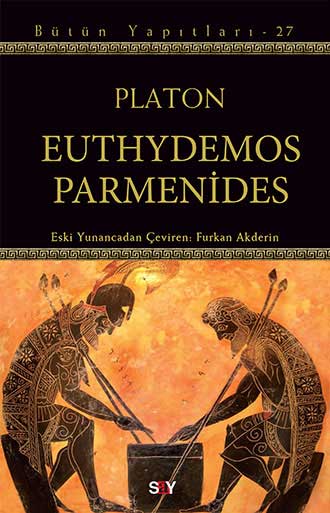 Bütün Yapıtları - 27
PLATON
EUTHYDEMOS
PARMENİDES
Eski Yunancadan Çeviren: Furkan Akderin
SAY